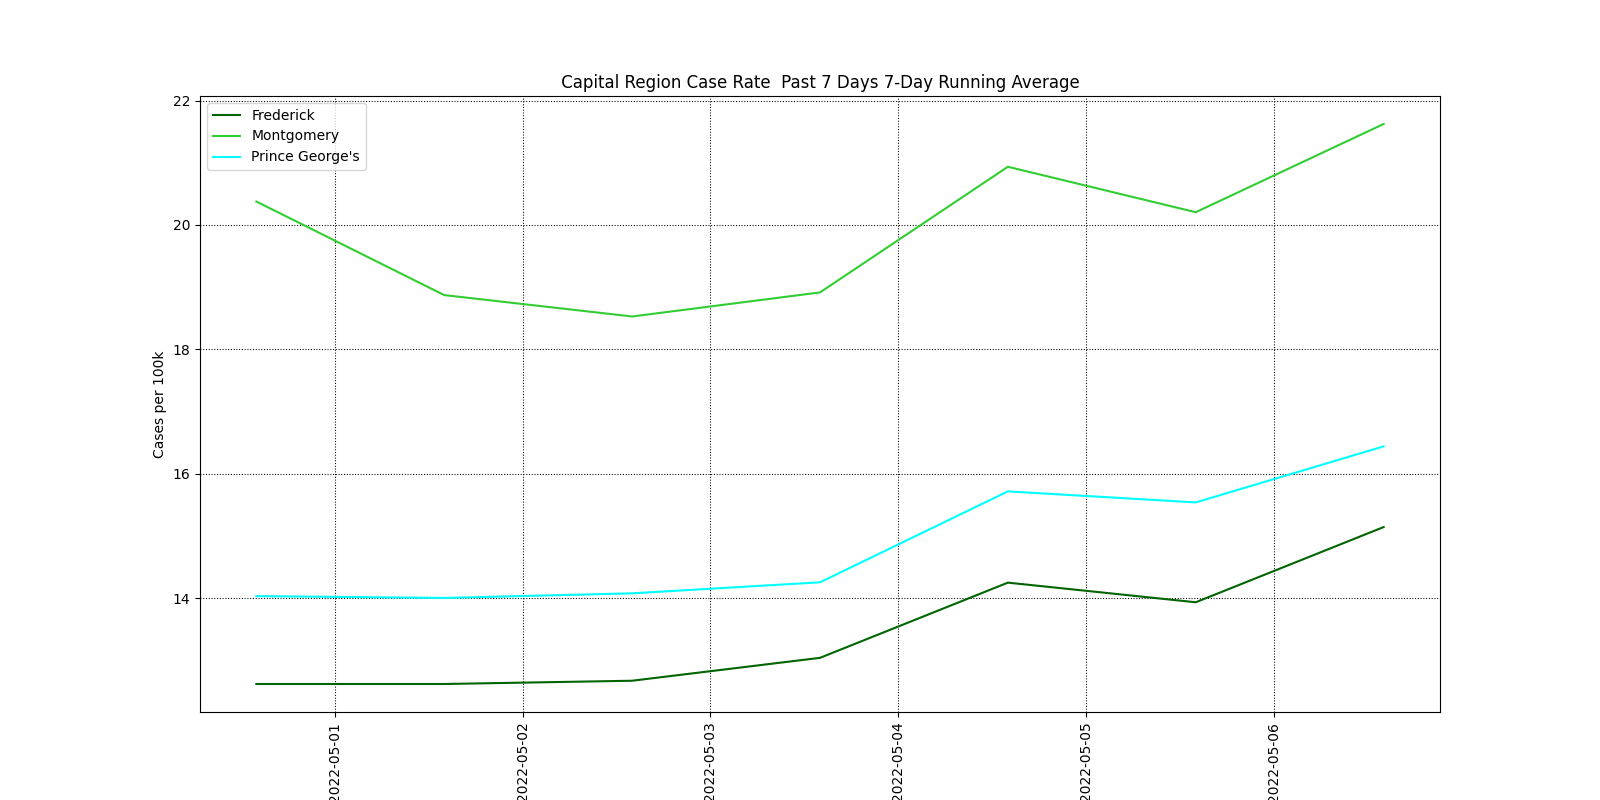 Capital Region Case Rate  Past 7 Days 7-Day Running Average
Frederick
Montgomery
Prince George's
Cases per 100k
22
20
18
16
14
2022-05-01
2022-05-02
2022-05-03
2022-05-04
2022-05-05
2022-05-06